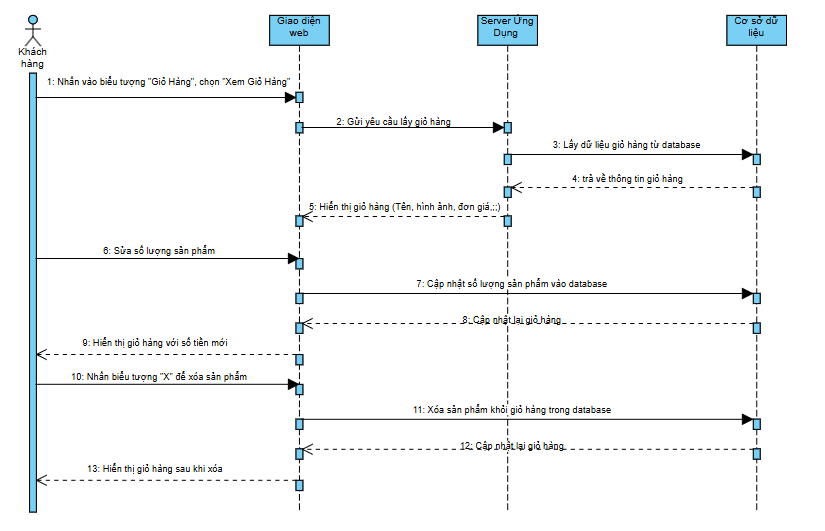 Khách
hàng
Giao diện
web
Server Ứng
Dụng
Cơ sở dữ
liệu
1: Nhấn vào biểu tượng "Giỏ Hàng", chọn "Xem Giỏ Hàng"
2: Gửi yêu cầu lấy giỏ hàng
3: Lấy dữ liệu giỏ hàng từ database
4: trả về thông tin giỏ hàng
5: Hiển thị giỏ hàng (Tên, hình ảnh, đơn giá,;;)
6: Sửa số lượng sản phẩm
7: Cập nhật số lượng sản phẩm vào database
8: Cập nhật lại giỏ hàng
9: Hiển thị giỏ hàng với số tiền mới
10: Nhấn biểu tượng "X" để xóa sản phẩm
11: Xóa sản phẩm khỏi giỏ hàng trong database
12: Cập nhật lại giỏ hàng
13: Hiển thị giỏ hàng sau khi xóa